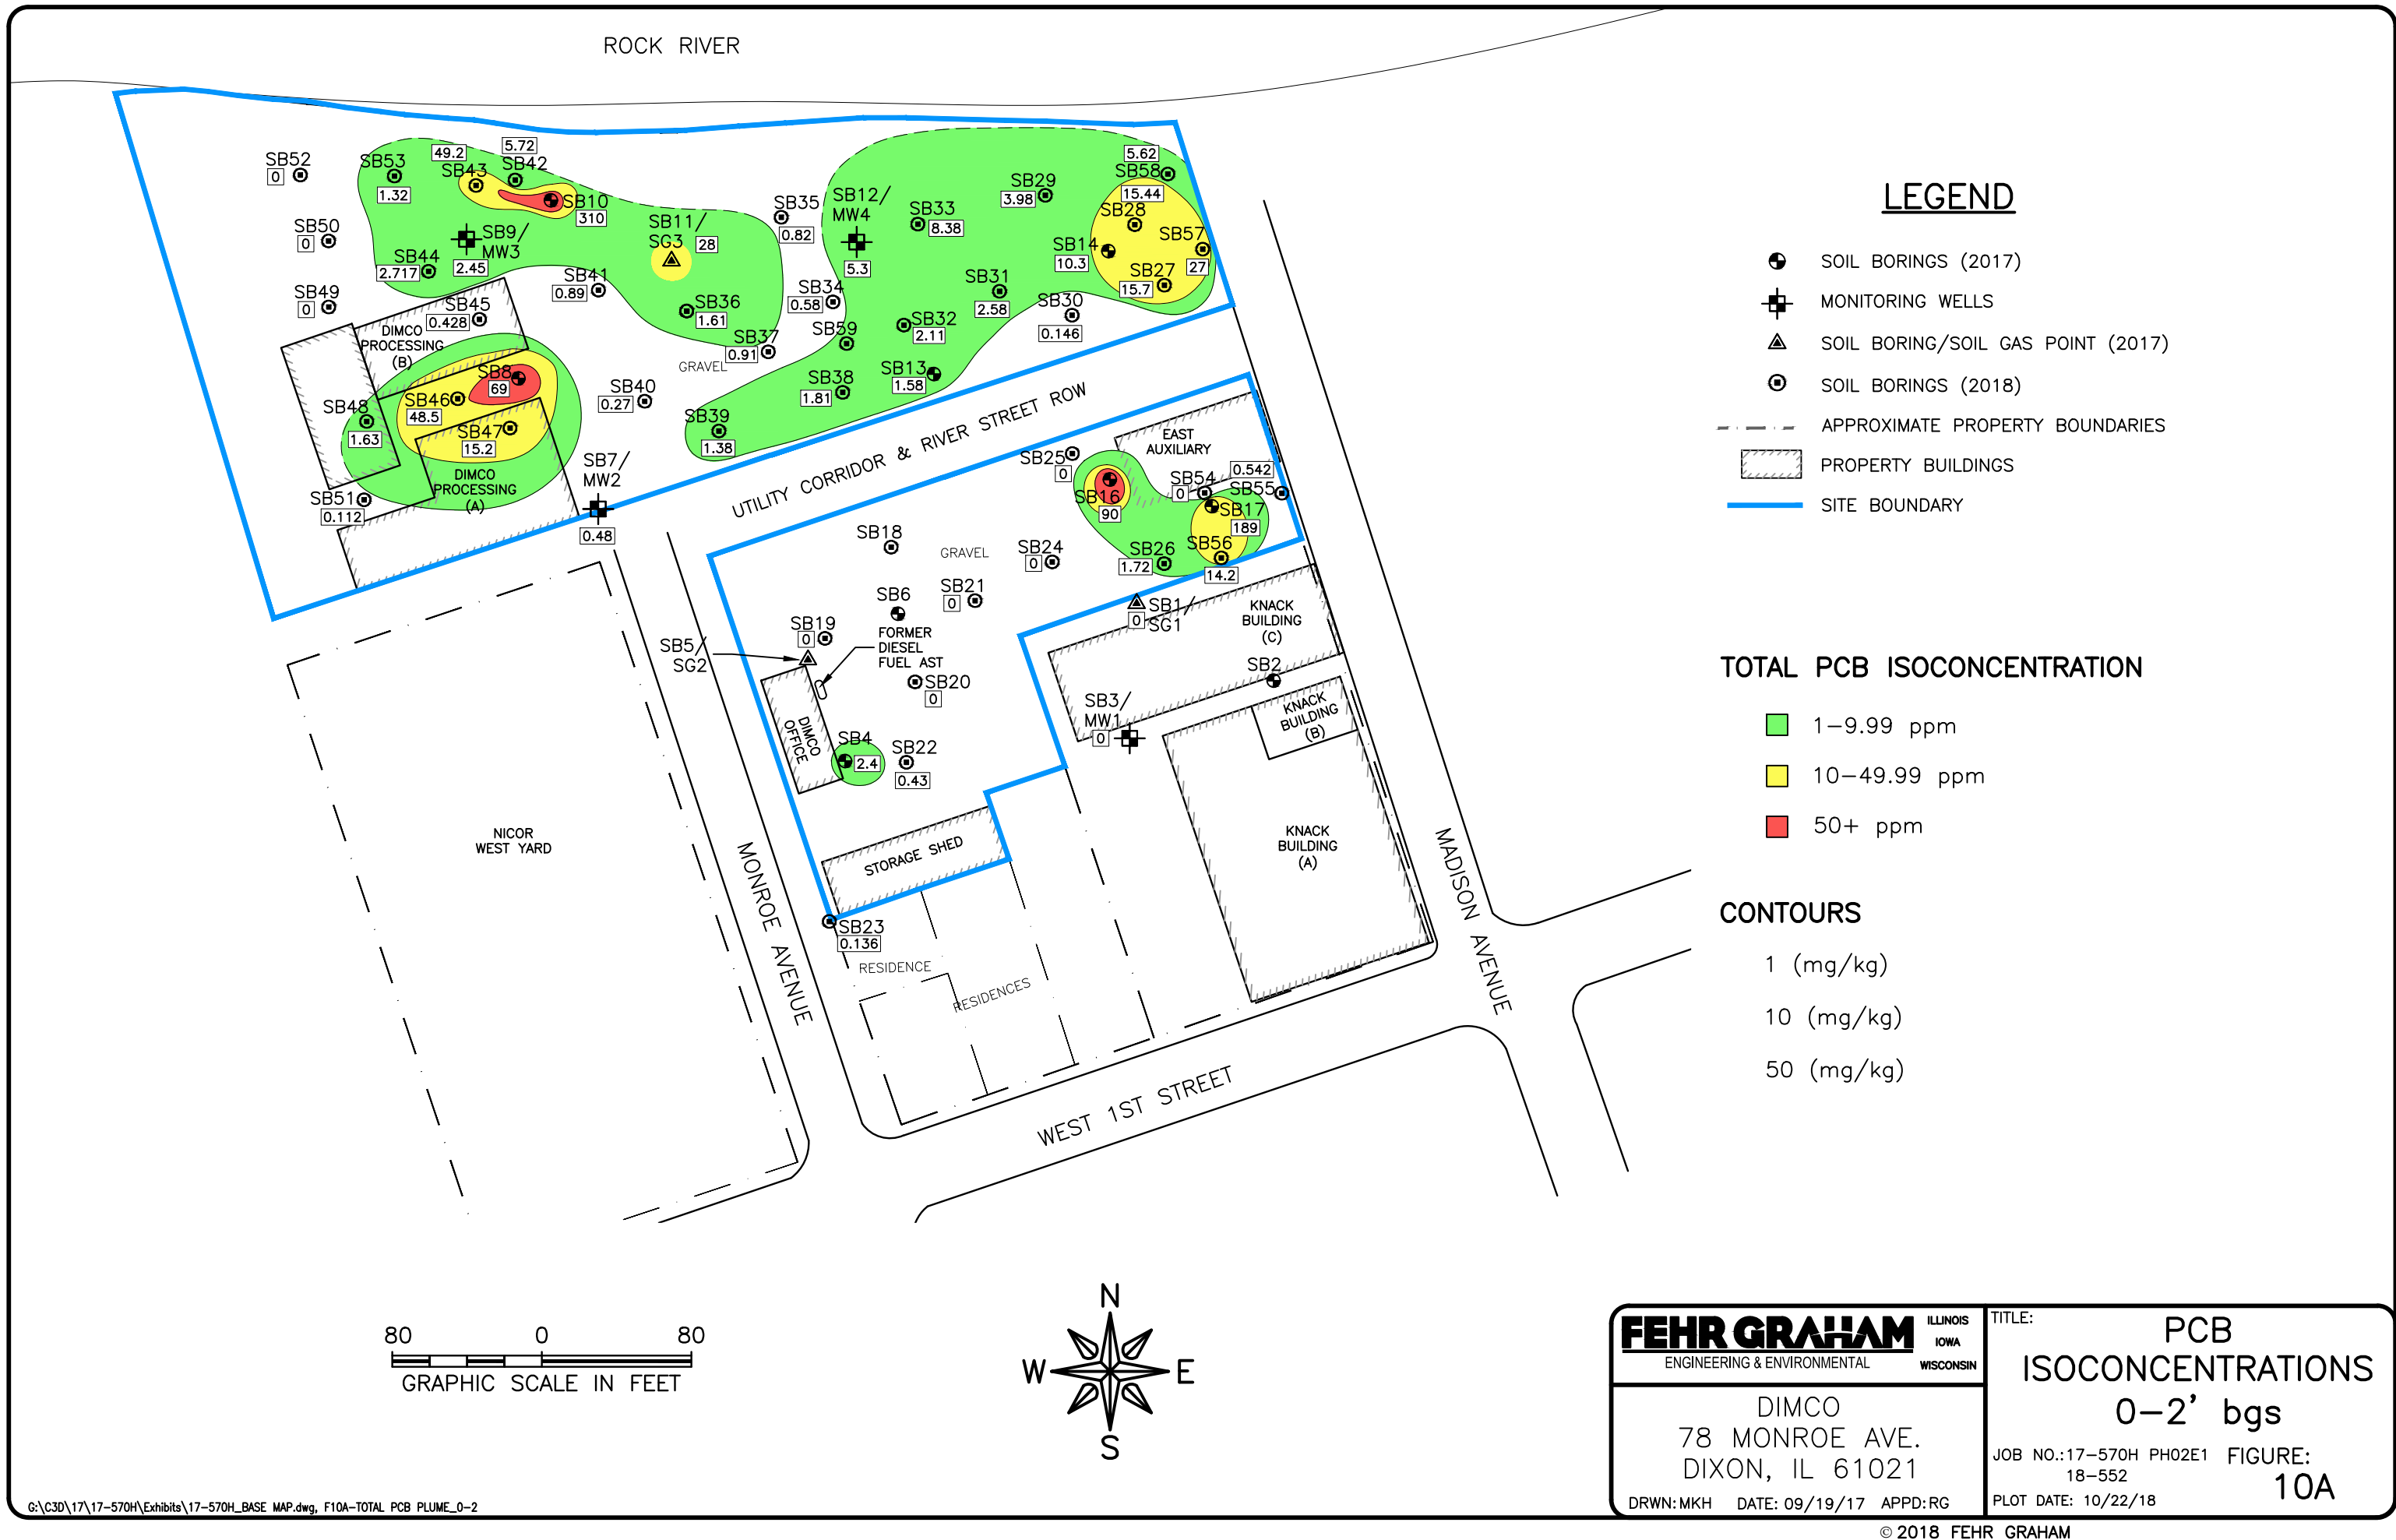 ROCK RIVER
SB52
0
SB53
1.32
49.2
SB43
5.72
SB42
SB10
310
SB50
0
SB9/
MW3
2.45
SB44
2.717
SB11/
SG3
28
SB35
0.82
SB12/
MW4
5.3
SB33
8.38
SB29
3.98
5.62
SB58
15.44
SB28
SB57
27
SB14
10.3
SB27
15.7
SB49
0
SB45
0.428
SB41
0.89
SB36
1.61
SB34
0.58
SB31
2.58
SB30
0.146
SB37
0.91
SB59
SB32
2.11
GRAVEL
DIMCO
PROCESSING
(B)
SB8
69
SB46
48.5
SB40
0.27
SB38
1.81
SB13
1.58
SB48
1.63
SB47
15.2
SB39
1.38
DIMCO
PROCESSING
(A)
SB51
0.112
SB7/
MW2
0.48
UTILITY CORRIDOR & RIVER STREET ROW
EAST
AUXILIARY
SB25
0
SB54
0
0.542
SB55
SB16
90
SB17
189
SB18
GRAVEL
SB24
0
SB26
1.72
SB56
14.2
SB6
SB21
0
SB19
0
FORMER
DIESEL
FUEL AST
SB5/
SG2
SB20
0
SB1/
SG1
0
KNACK
BUILDING
(C)
SB2
SB3/
MW1
0
KNACK
BUILDING
(B)
DIMCO
OFFICE
SB4
2.4
SB22
0.43
NICOR
WEST YARD
STORAGE SHED
KNACK
BUILDING
(A)
SB23
0.136
RESIDENCE
RESIDENCES
MONROE AVENUE
MADISON AVENUE
WEST 1ST STREET
LEGEND
SOIL BORINGS (2017)
MONITORING WELLS
SOIL BORING/SOIL GAS POINT (2017)
SOIL BORINGS (2018)
APPROXIMATE PROPERTY BOUNDARIES
PROPERTY BUILDINGS
SITE BOUNDARY
TOTAL PCB ISOCONCENTRATION
1-9.99 ppm
10-49.99 ppm
50+ ppm
CONTOURS
1 (mg/kg)
10 (mg/kg)
50 (mg/kg)
80 0 80
GRAPHIC SCALE IN FEET
N
W E
S
FEHR GRAHAM
ENGINEERING & ENVIRONMENTAL
ILLINOIS
IOWA
WISCONSIN
DIMCO
78 MONROE AVE.
DIXON, IL 61021
DRWN:MKH DATE: 09/19/17 APPD:RG
TITLE:
PCB
ISOCONCENTRATIONS
0-2' bgs
JOB NO.:17-570H PH02E1
18-552
PLOT DATE: 10/22/18
FIGURE:
10A
G:\C3D\17\17-570H\Exhibits\17-570H_BASE MAP.dwg, F10A-TOTAL PCB PLUME_0-2
© 2018 FEHR GRAHAM